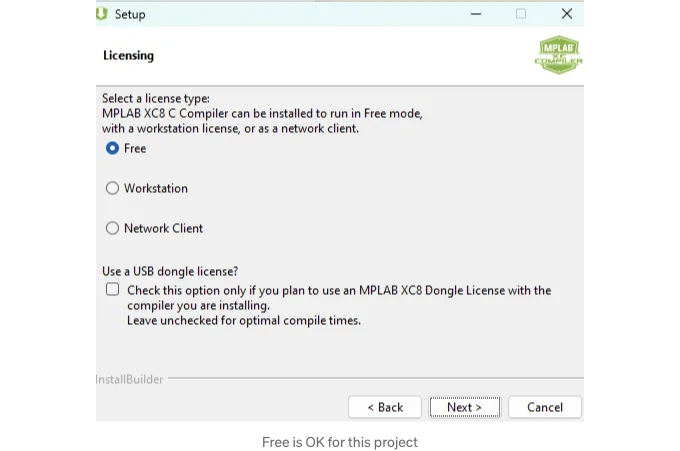 Setup
Licensing
MPLAB
XC
COMPILER
Select a license type:
MPLAB XC8 C Compiler can be installed to run in Free mode,
with a workstation license, or as a network client.
Free
Workstation
Network Client
Use a USB dongle license?
Check this option only if you plan to use an MPLAB XC8 Dongle License with the
compiler you are installing.
Leave unchecked for optimal compile times.
InstallBuilder
< Back
Next >
Cancel
Free is OK for this project